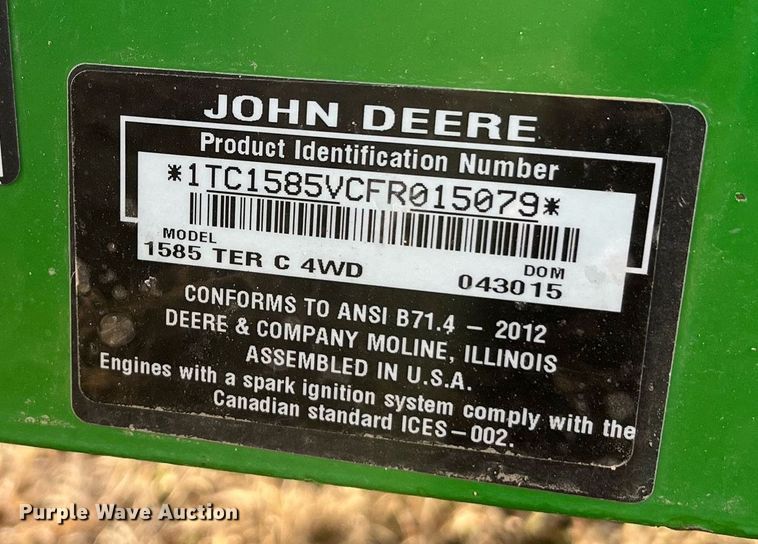 JOHN DEERE
Product Identification Number
*1TC1585VCFR015079*
MODEL DOM
1585 TER C 4WD 043015
CONFORMS TO ANSI B71.4 - 2012
DEERE & COMPANY MOLINE, ILLINOIS
ASSEMBLED IN U.S.A.
Engines with a spark ignition system comply with the
Canadian standard ICES-002.
Purple Wave Auction